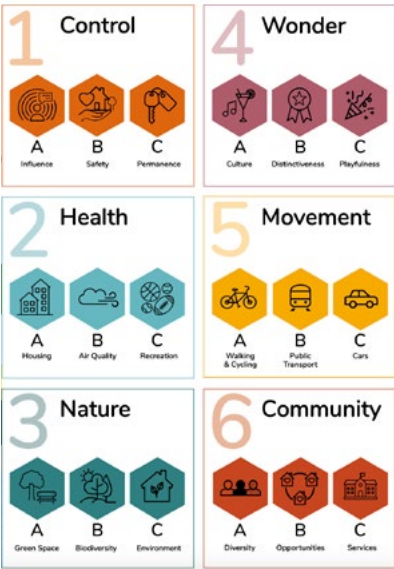 1 Control
A B C
Influence Safety Permanence
4 Wonder
A B C
Culture Distinctiveness Playfulness
2 Health
A B C
Housing Air Quality Recreation
5 Movement
A B C
Walking & Cycling Public Transport Cars
3 Nature
A B C
Green Space Biodiversity Environment
6 Community
A B C
Diversity Opportunities Services